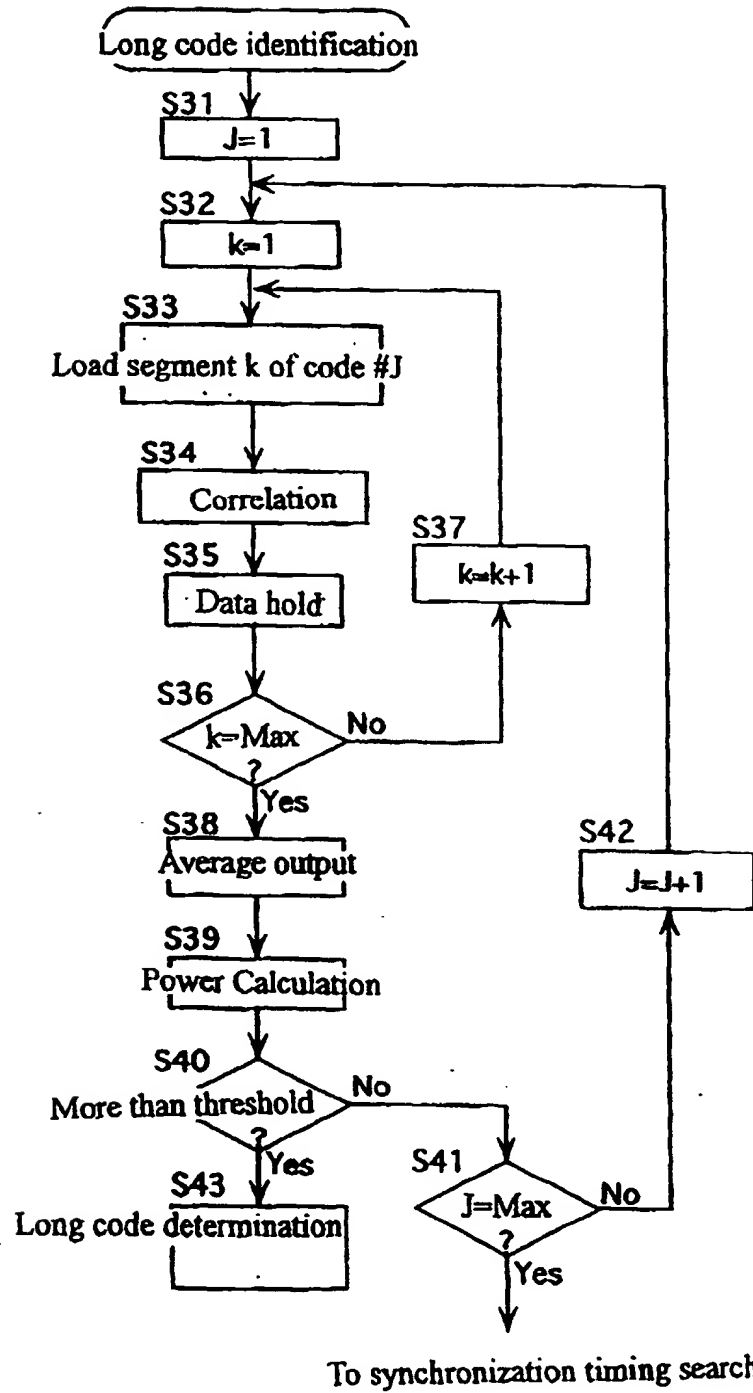 Long code identification
S31
J=1
S32
k=1
S33
Load segment k of code #J
S34
Correlation
S37
k=k+1
S35
Data hold
S36
k=Max
?
No
Yes
S38
Average output
S42
J=J+1
S39
Power Calculation
S40
More than threshold
?
No
Yes
S41
J=Max
?
No
Yes
S43
Long code determination
To synchronization timing search